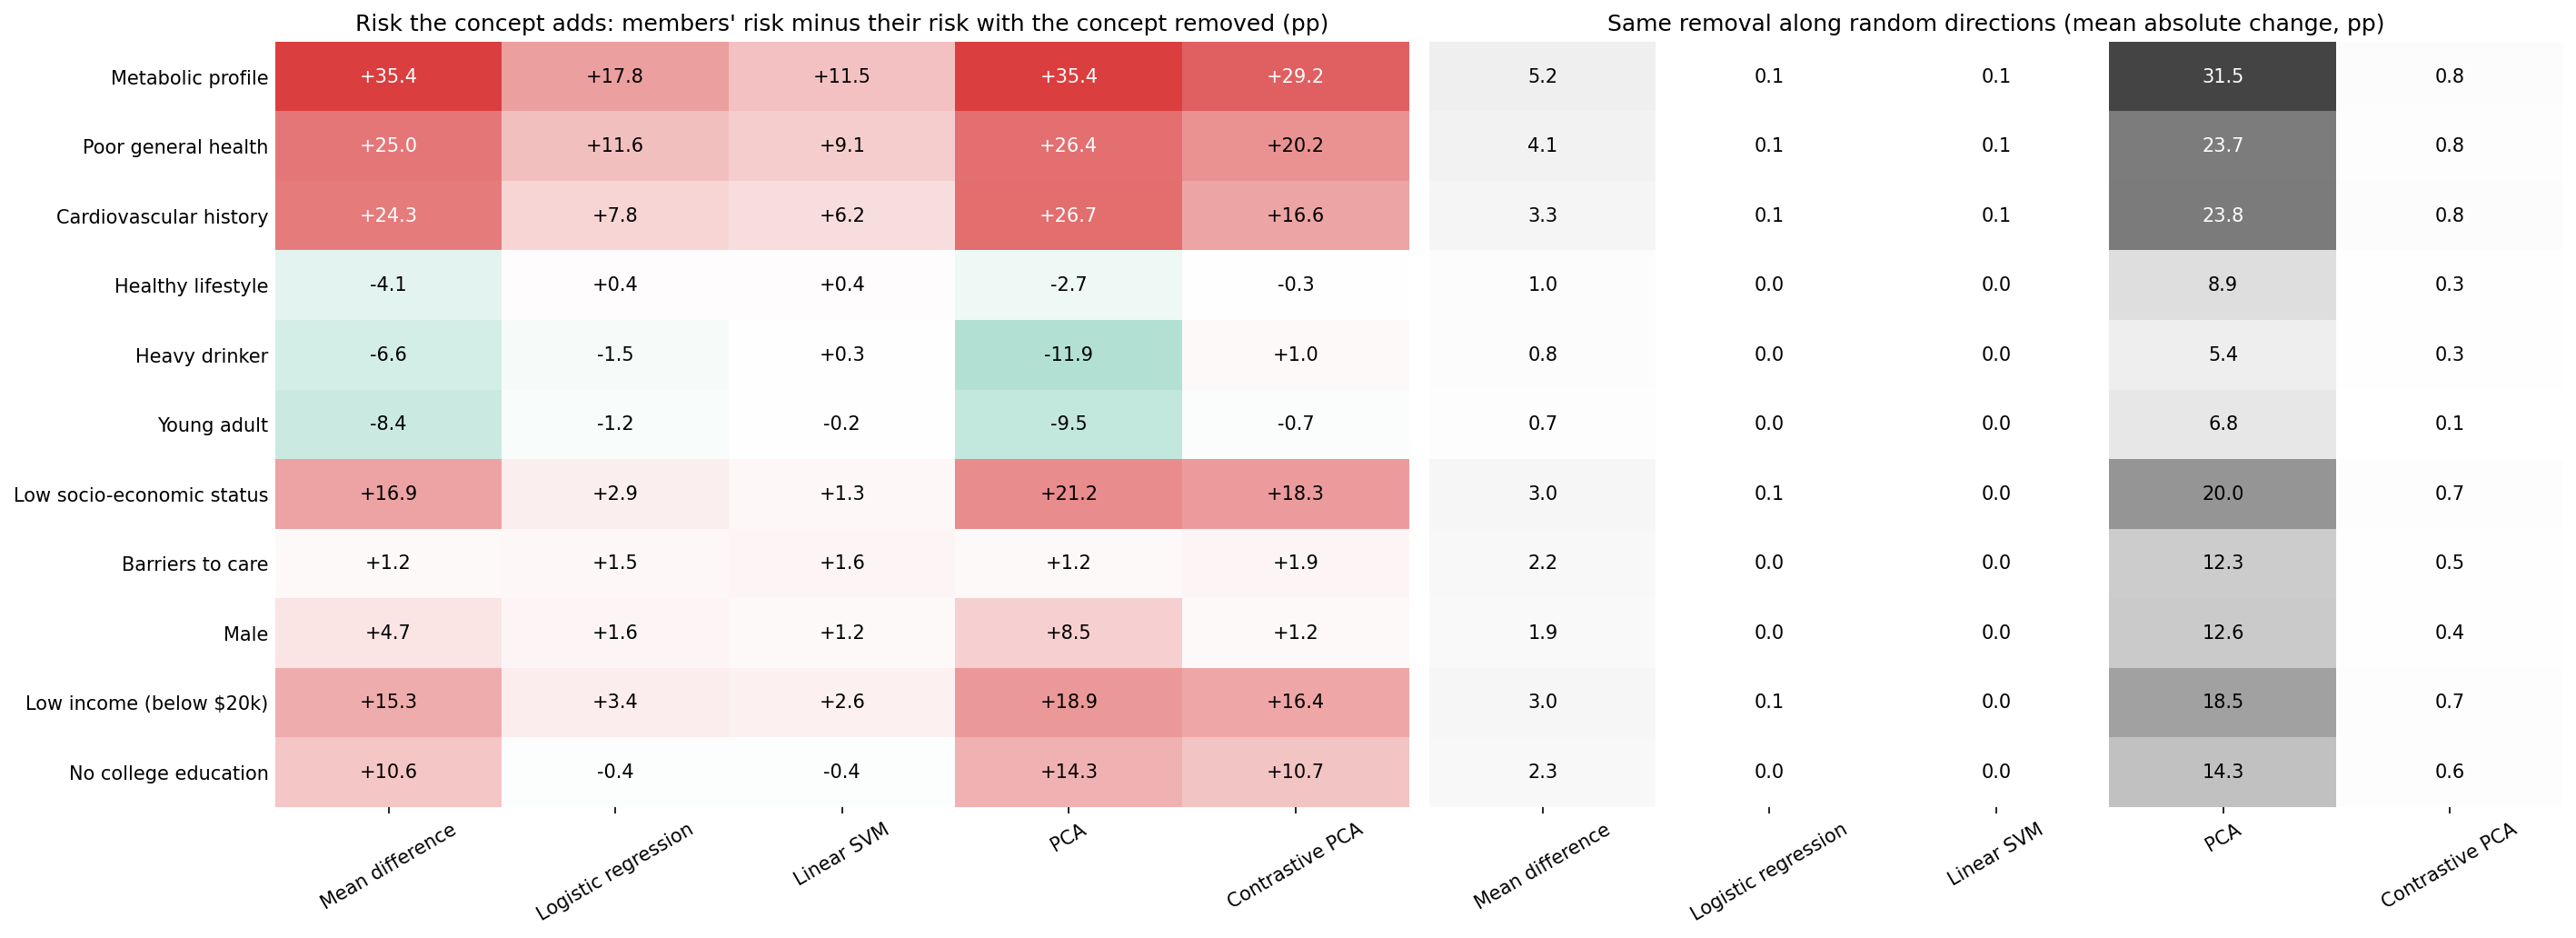 Risk the concept adds: members' risk minus their risk with the concept removed (pp)
Same removal along random directions (mean absolute change, pp)
Metabolic profile +35.4 +17.8 +11.5 +35.4 +29.2 5.2 0.1 0.1 31.5 0.8
Poor general health +25.0 +11.6 +9.1 +26.4 +20.2 4.1 0.1 0.1 23.7 0.8
Cardiovascular history +24.3 +7.8 +6.2 +26.7 +16.6 3.3 0.1 0.1 23.8 0.8
Healthy lifestyle -4.1 +0.4 +0.4 -2.7 -0.3 1.0 0.0 0.0 8.9 0.3
Heavy drinker -6.6 -1.5 +0.3 -11.9 +1.0 0.8 0.0 0.0 5.4 0.3
Young adult -8.4 -1.2 -0.2 -9.5 -0.7 0.7 0.0 0.0 6.8 0.1
Low socio-economic status +16.9 +2.9 +1.3 +21.2 +18.3 3.0 0.1 0.0 20.0 0.7
Barriers to care +1.2 +1.5 +1.6 +1.2 +1.9 2.2 0.0 0.0 12.3 0.5
Male +4.7 +1.6 +1.2 +8.5 +1.2 1.9 0.0 0.0 12.6 0.4
Low income (below $20k) +15.3 +3.4 +2.6 +18.9 +16.4 3.0 0.1 0.0 18.5 0.7
No college education +10.6 -0.4 -0.4 +14.3 +10.7 2.3 0.0 0.0 14.3 0.6
Mean difference Logistic regression Linear SVM PCA Contrastive PCA Mean difference Logistic regression Linear SVM PCA Contrastive PCA